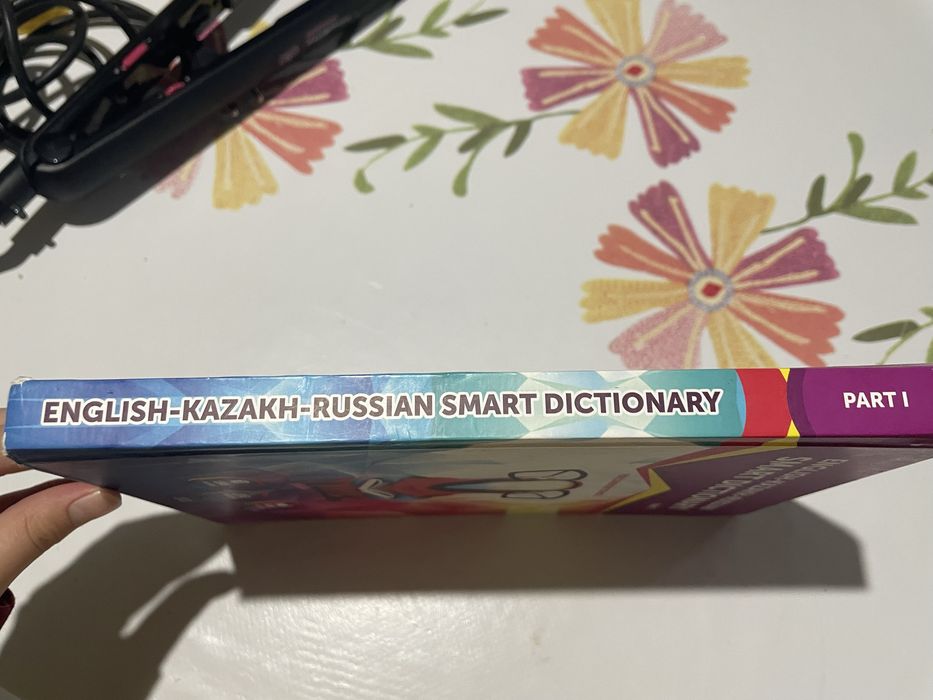 ENGLISH-KAZAKH-RUSSIAN SMART DICTIONARY
PART I